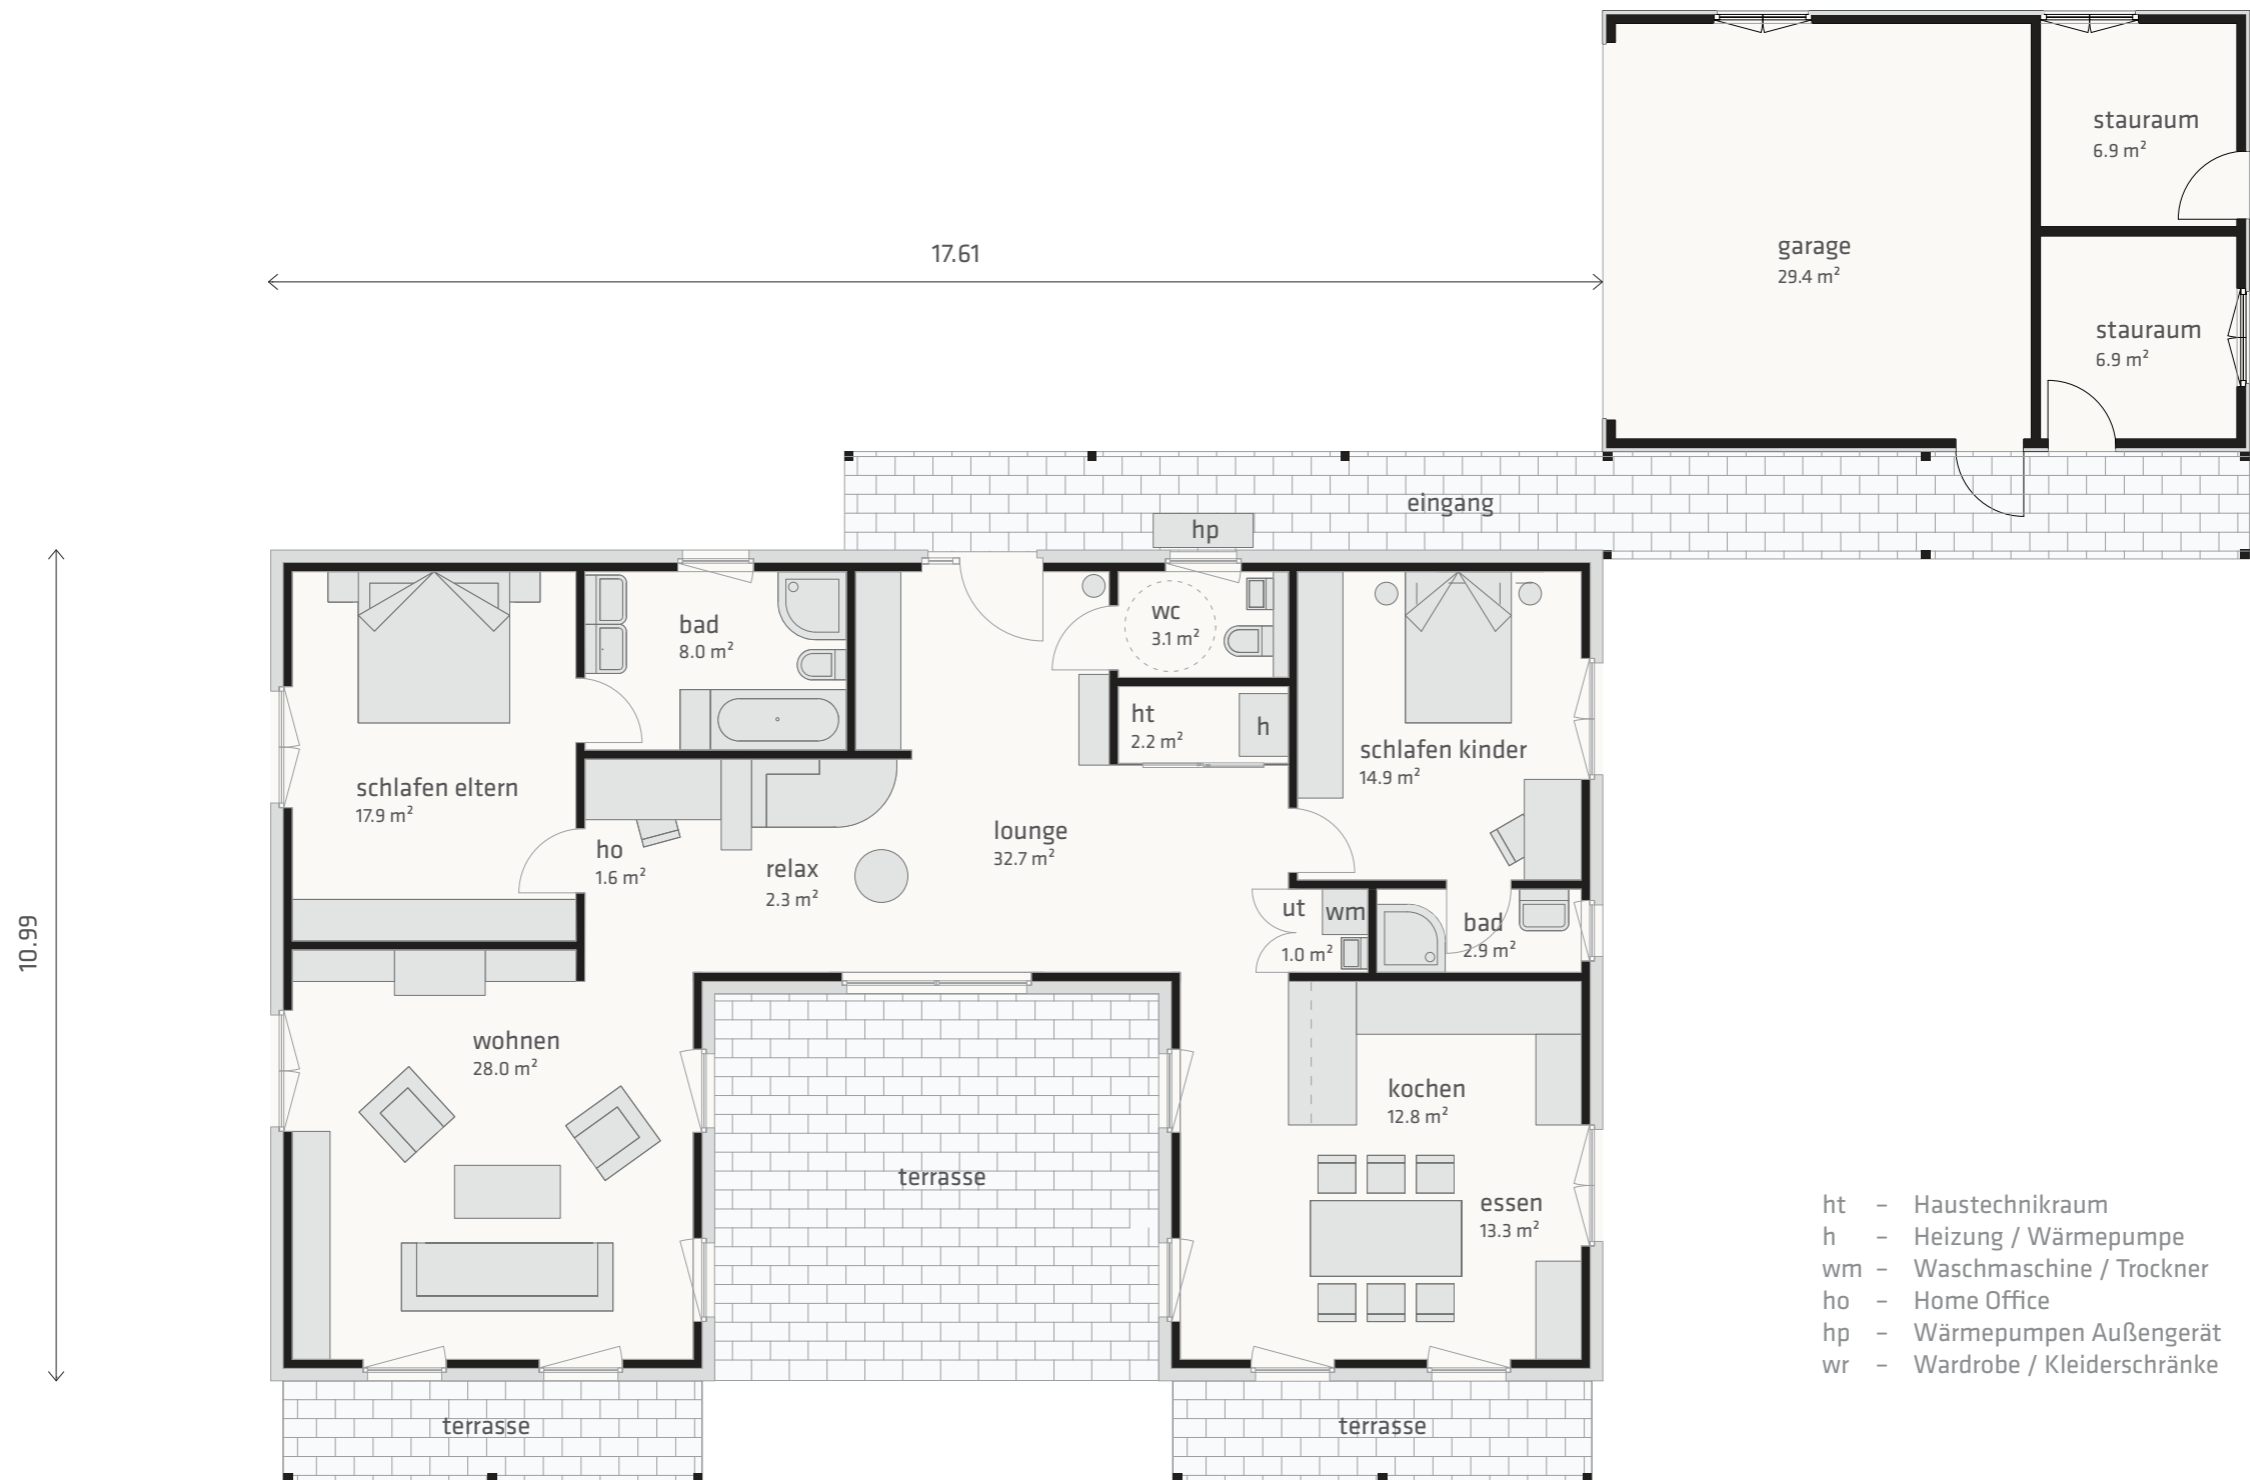 stauraum
6.9 m²
garage
29.4 m²
17.61
stauraum
6.9 m²
eingang
hp
bad
8.0 m²
wc
3.1 m²
ht
2.2 m²
h
schlafen kinder
14.9 m²
schlafen eltern
17.9 m²
lounge
32.7 m²
ho
1.6 m²
relax
2.3 m²
ut
1.0 m²
wm
bad
2.9 m²
10.99
wohnen
28.0 m²
kochen
12.8 m²
terrasse
essen
13.3 m²
ht – Haustechnikraum
h – Heizung / Wärmepumpe
wm – Waschmaschine / Trockner
ho – Home Office
hp – Wärmepumpen Außengerät
wr – Wardrobe / Kleiderschränke
terrasse
terrasse